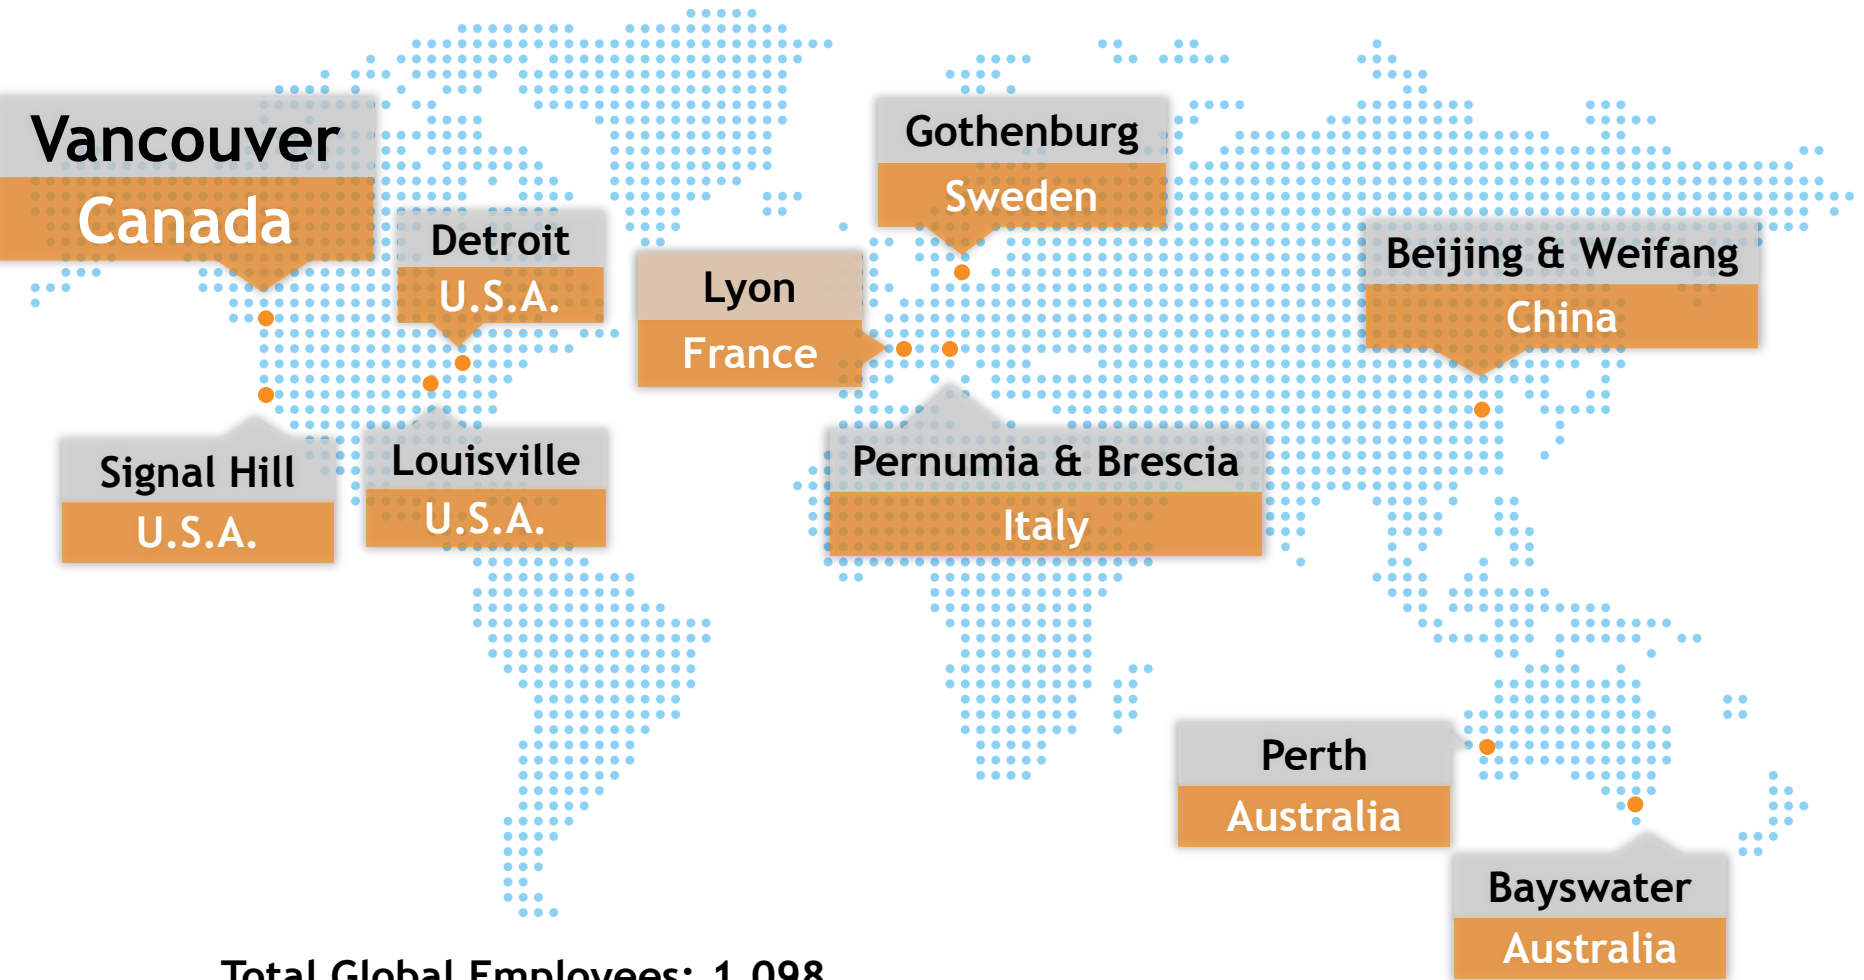 Vancouver
Canada
Gothenburg
Sweden
Detroit
U.S.A.
Lyon
France
Beijing & Weifang
China
Signal Hill
U.S.A.
Louisville
U.S.A.
Pernumia & Brescia
Italy
Perth
Australia
Bayswater
Australia
Total Global Employees: 1,098